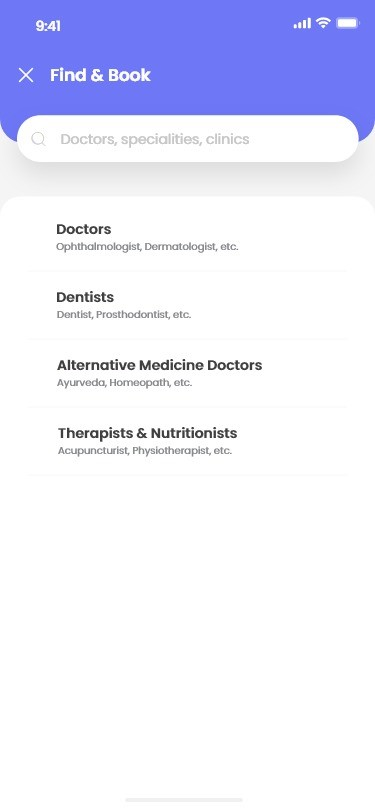 9:41
Find & Book
Doctors, specialities, clinics
Doctors
Ophthalmologist, Dermatologist, etc.
Dentists
Dentist, Prosthodontist, etc.
Alternative Medicine Doctors
Ayurveda, Homeopath, etc.
Therapists & Nutritionists
Acupuncturist, Physiotherapist, etc.